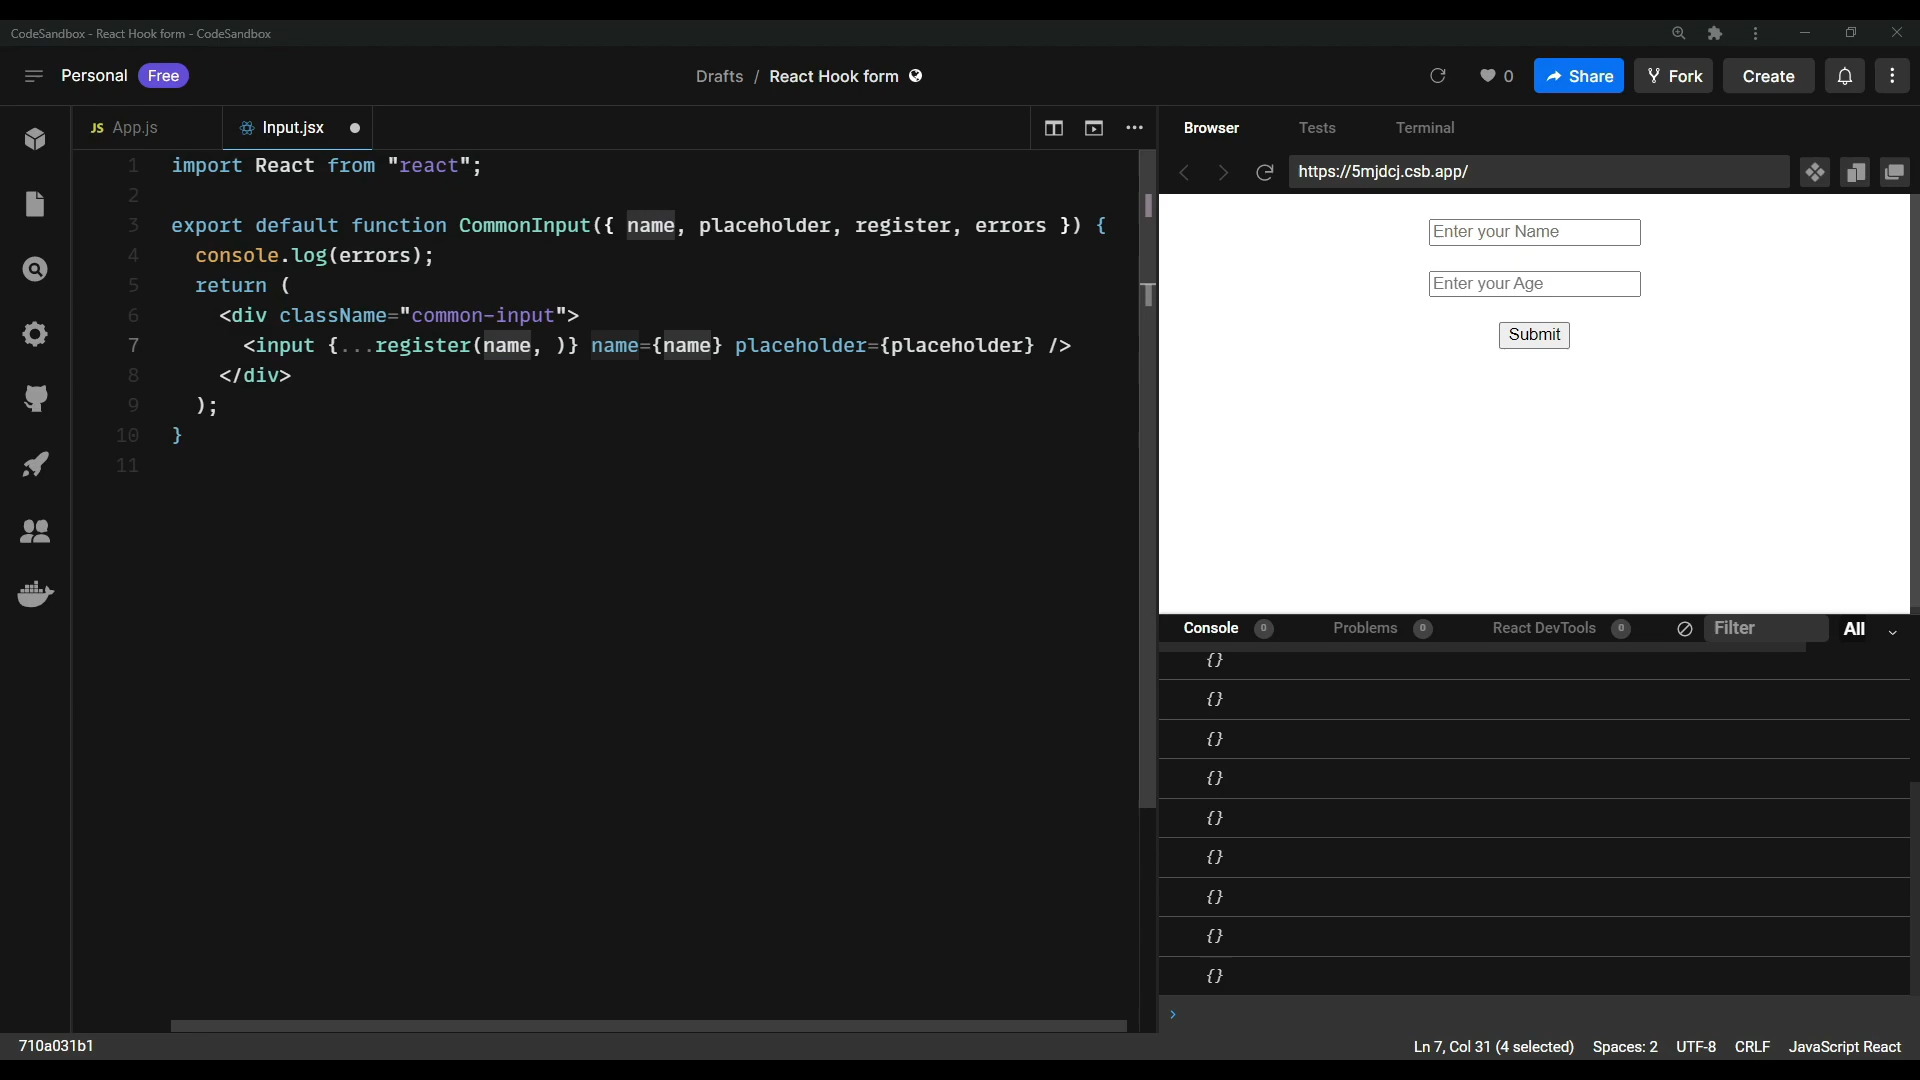 CodeSandbox - React Hook form - CodeSandbox
Personal Free
Drafts / React Hook form
0
Share
Fork
Create
JS App.js
Input.jsx
1 import React from "react";
2
3 export default function CommonInput({ name, placeholder, register, errors }) {
4 console.log(errors);
5 return (
6 <div className="common-input">
7 <input {...register(name, )} name={name} placeholder={placeholder} />
8 </div>
9 );
10 }
11
Browser Tests Terminal
https://5mjdcj.csb.app/
Enter your Name
Enter your Age
Submit
Console 0 Problems 0 React DevTools 0 Filter All
{}
{}
{}
{}
{}
{}
{}
{}
{}
›
710a031b1
Ln 7, Col 31 (4 selected) Spaces: 2 UTF-8 CRLF JavaScript React